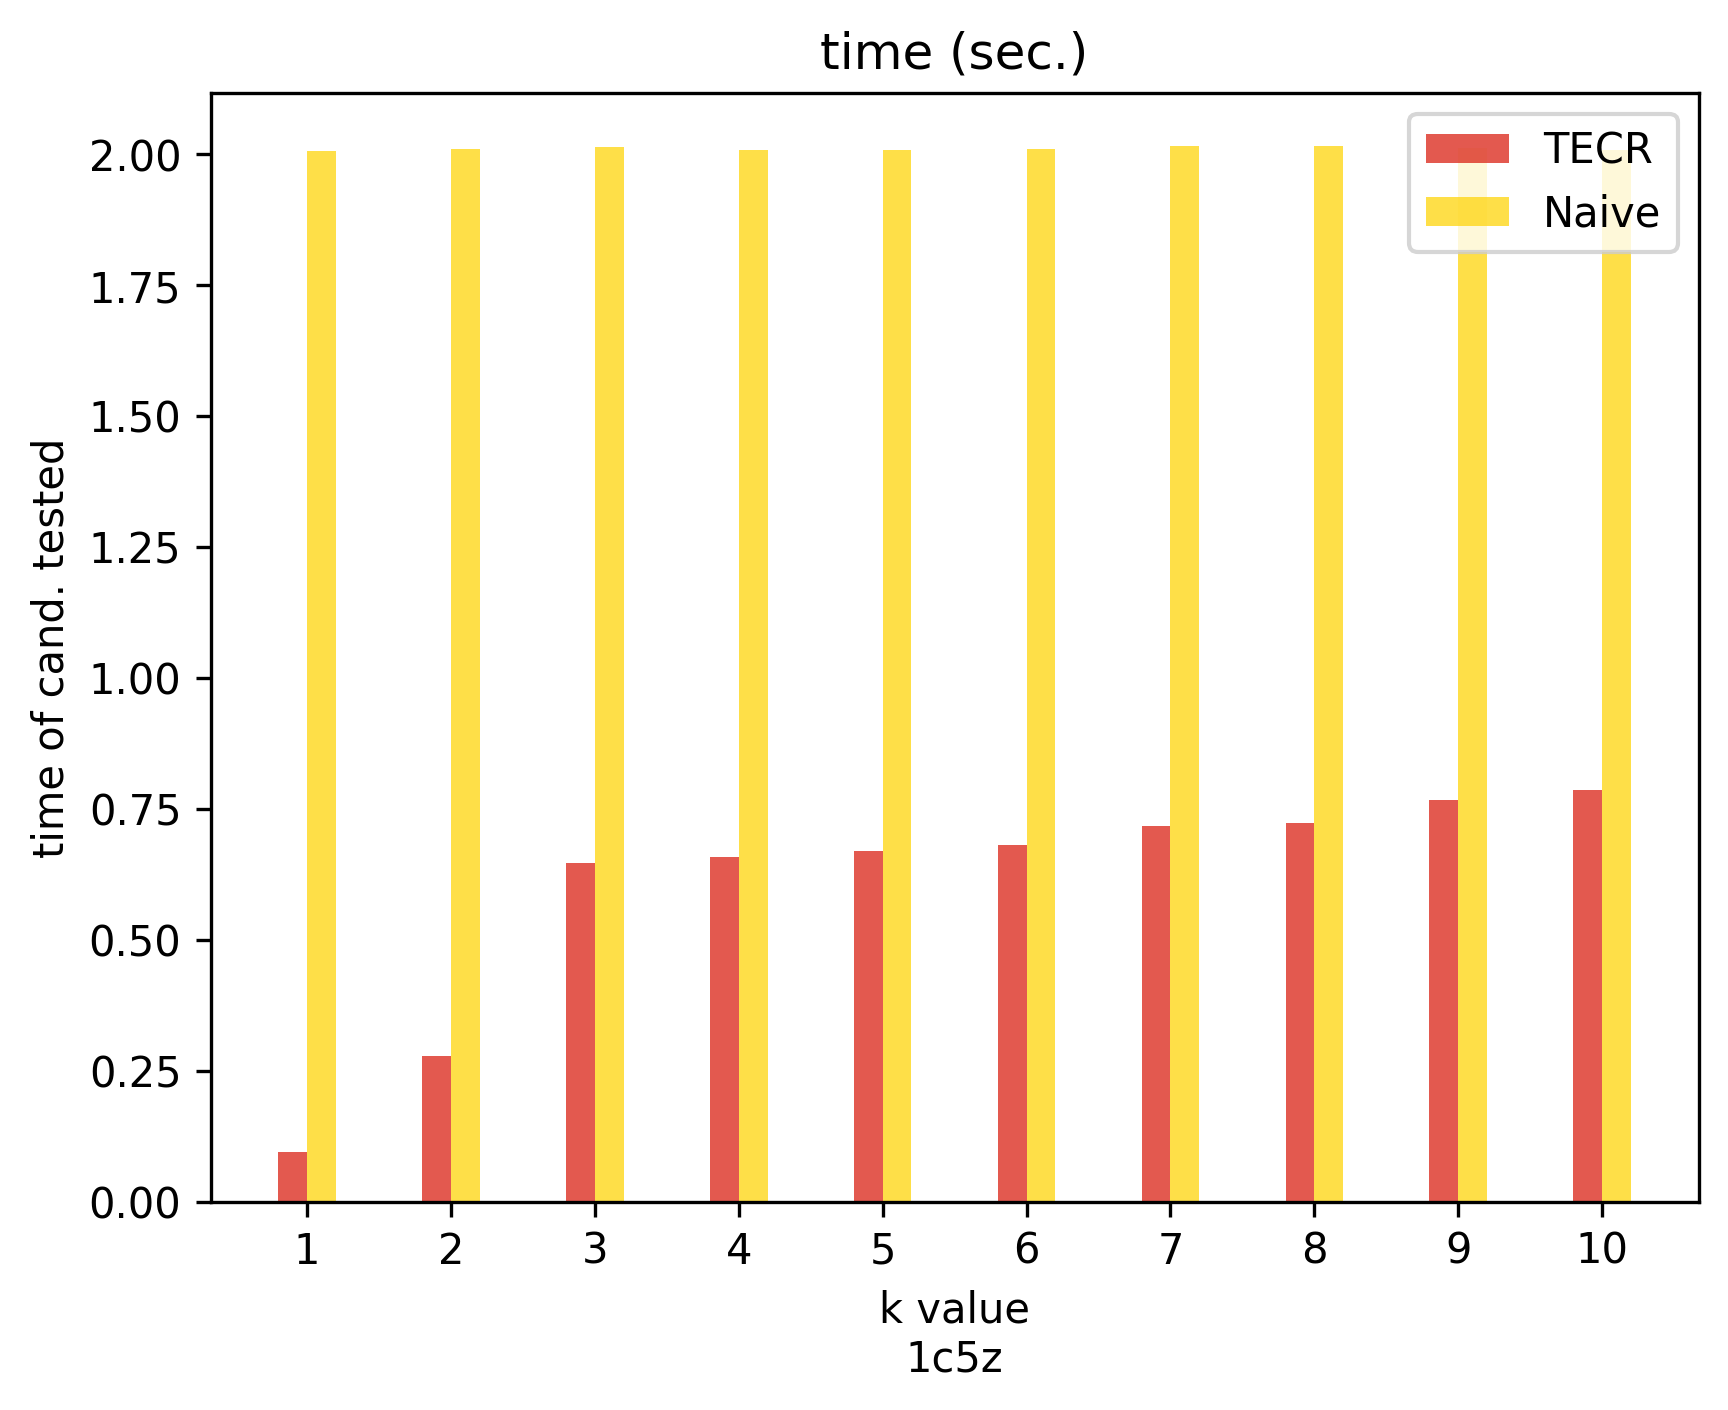 time (sec.)
TECR
Naive
time of cand. tested
2.00
1.75
1.50
1.25
1.00
0.75
0.50
0.25
0.00
1 2 3 4 5 6 7 8 9 10
k value
1c5z